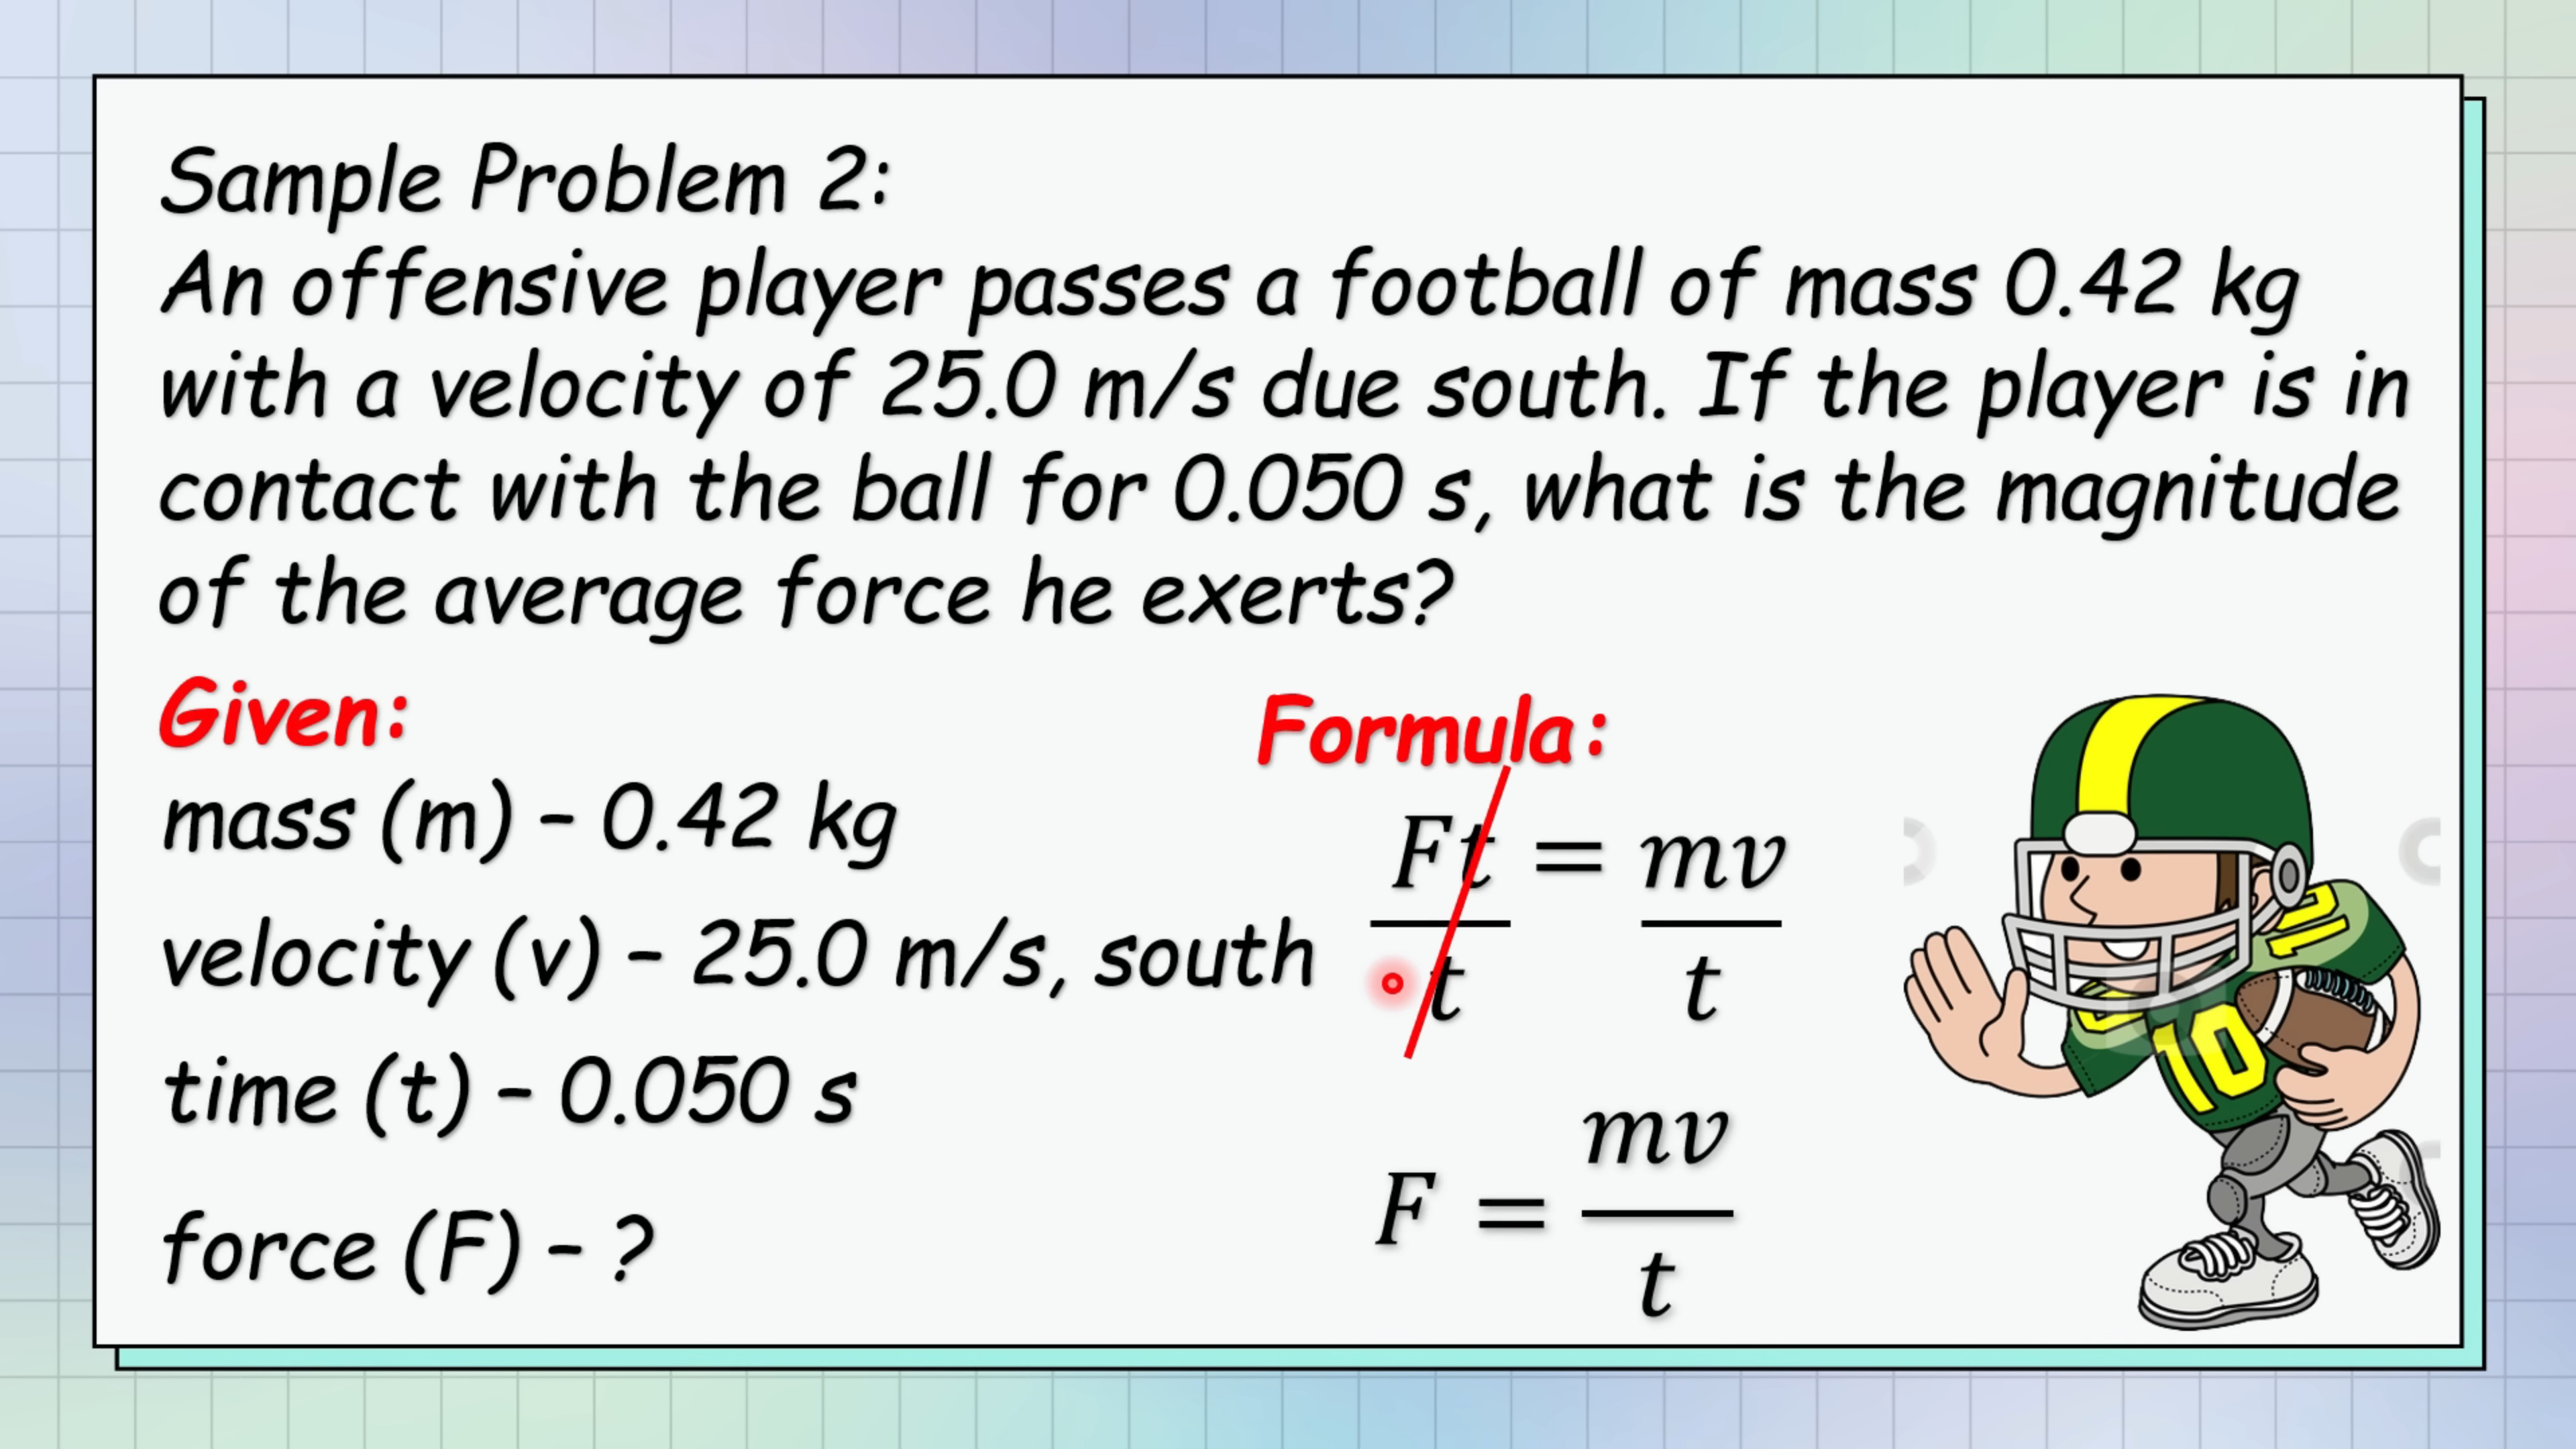 Sample Problem 2:
An offensive player passes a football of mass 0.42 kg
with a velocity of 25.0 m/s due south. If the player is in
contact with the ball for 0.050 s, what is the magnitude
of the average force he exerts?
Given:
mass (m) – 0.42 kg
velocity (v) – 25.0 m/s, south
time (t) – 0.050 s
force (F) – ?
Formula:
Ft = mv
t t
F = mv
t
10
10